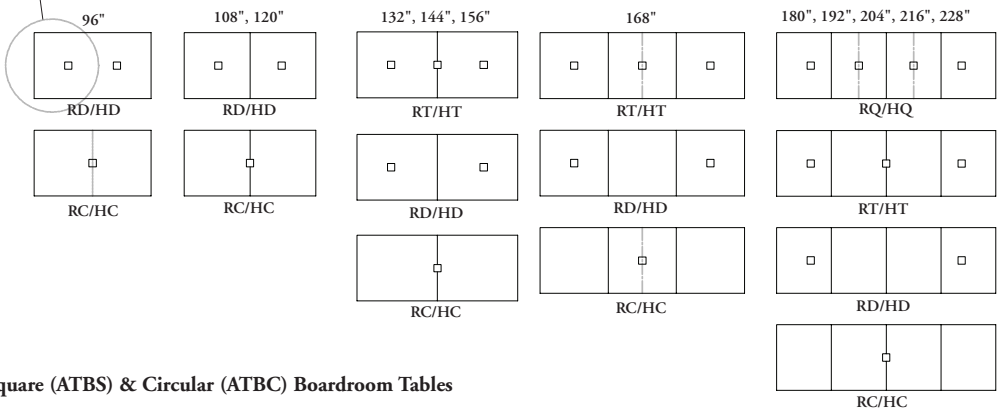 96"
108", 120"
132", 144", 156"
168"
180", 192", 204", 216", 228"
RD/HD
RD/HD
RT/HT
RT/HT
RQ/HQ
RC/HC
RC/HC
RD/HD
RD/HD
RT/HT
RC/HC
RC/HC
RD/HD
RC/HC
quare (ATBS) & Circular (ATBC) Boardroom Tables